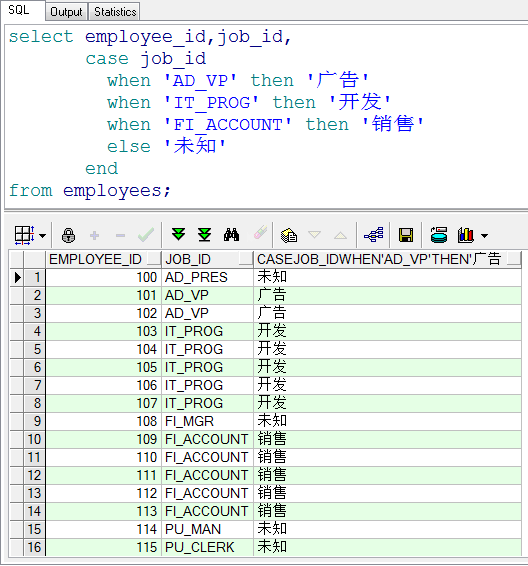 SQL Output Statistics
select employee_id,job_id,
case job_id
when 'AD_VP' then '广告'
when 'IT_PROG' then '开发'
when 'FI_ACCOUNT' then '销售'
else '未知'
end
from employees;
EMPLOYEE_ID JOB_ID CASEJOB_IDWHEN'AD_VP'THEN'广告
1 100 AD_PRES 未知
2 101 AD_VP 广告
3 102 AD_VP 广告
4 103 IT_PROG 开发
5 104 IT_PROG 开发
6 105 IT_PROG 开发
7 106 IT_PROG 开发
8 107 IT_PROG 开发
9 108 FI_MGR 未知
10 109 FI_ACCOUNT 销售
11 110 FI_ACCOUNT 销售
12 111 FI_ACCOUNT 销售
13 112 FI_ACCOUNT 销售
14 113 FI_ACCOUNT 销售
15 114 PU_MAN 未知
16 115 PU_CLERK 未知